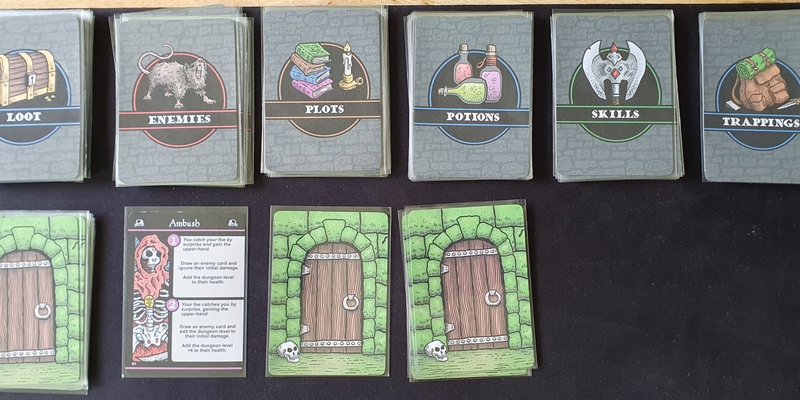 LOOT
ENEMIES
PLOTS
POTIONS
SKILLS
TRAPPINGS
Ambush
1
You catch your foe by
surprise and gain the
upper-hand
Draw an enemy card and
ignore their initial damage.
Add the dungeon level
to their health.
2
Your foe catches you by
surprise, gaining the
upper-hand
Draw an enemy card and
add the dungeon level to
their initial damage.
Add the dungeon level
+4 to their health.